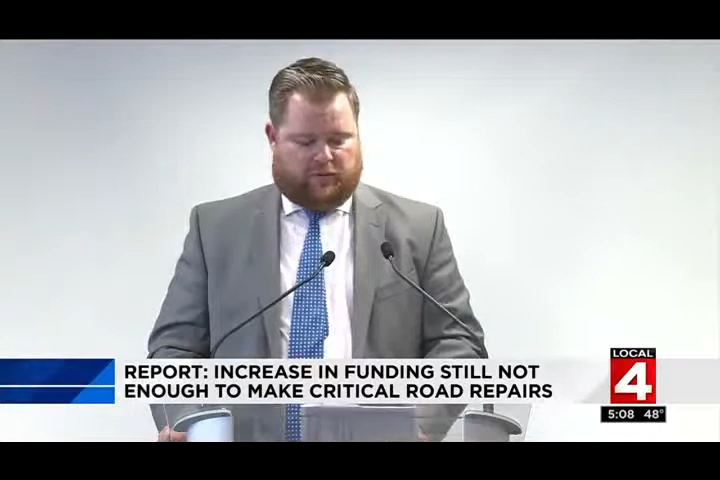 REPORT: INCREASE IN FUNDING STILL NOT
ENOUGH TO MAKE CRITICAL ROAD REPAIRS
LOCAL
4
5:08 48°